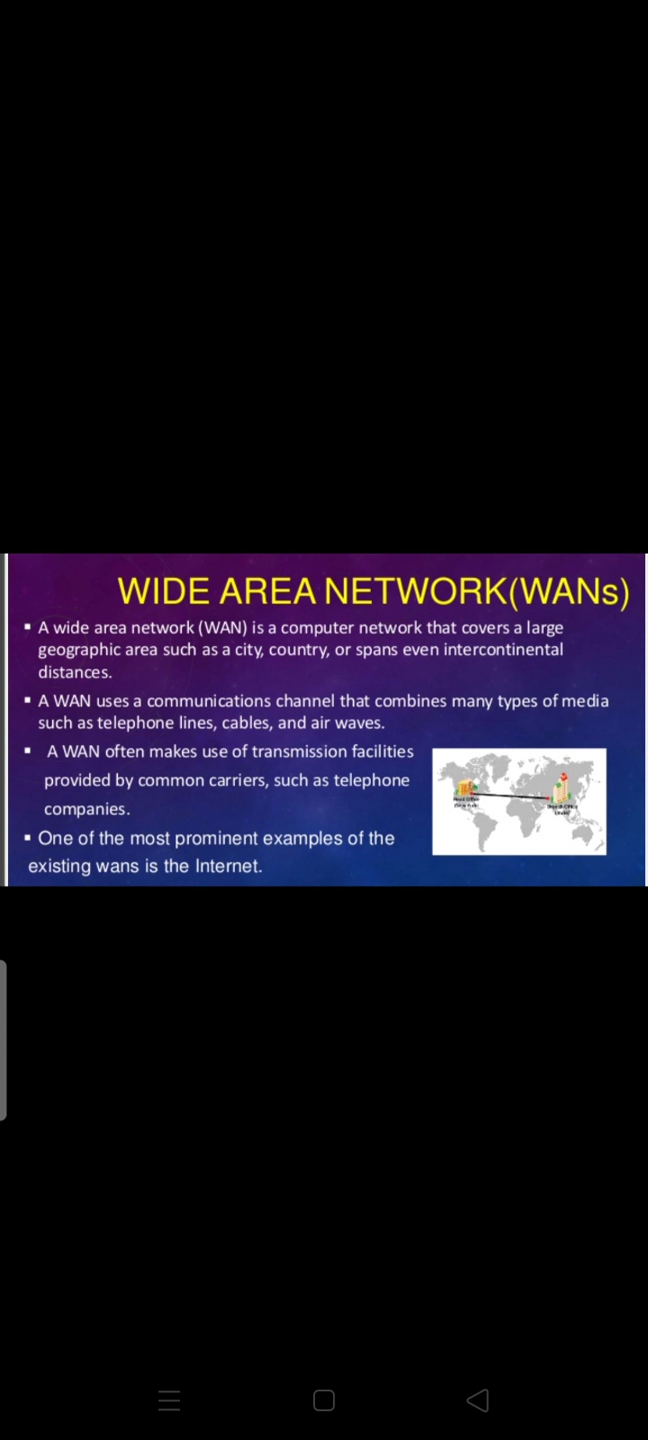 WIDE AREA NETWORK(WANs)
▪ A wide area network (WAN) is a computer network that covers a large
geographic area such as a city, country, or spans even intercontinental
distances.
▪ A WAN uses a communications channel that combines many types of media
such as telephone lines, cables, and air waves.
▪ A WAN often makes use of transmission facilities
provided by common carriers, such as telephone
companies.
▪ One of the most prominent examples of the
existing wans is the Internet.
Head Office